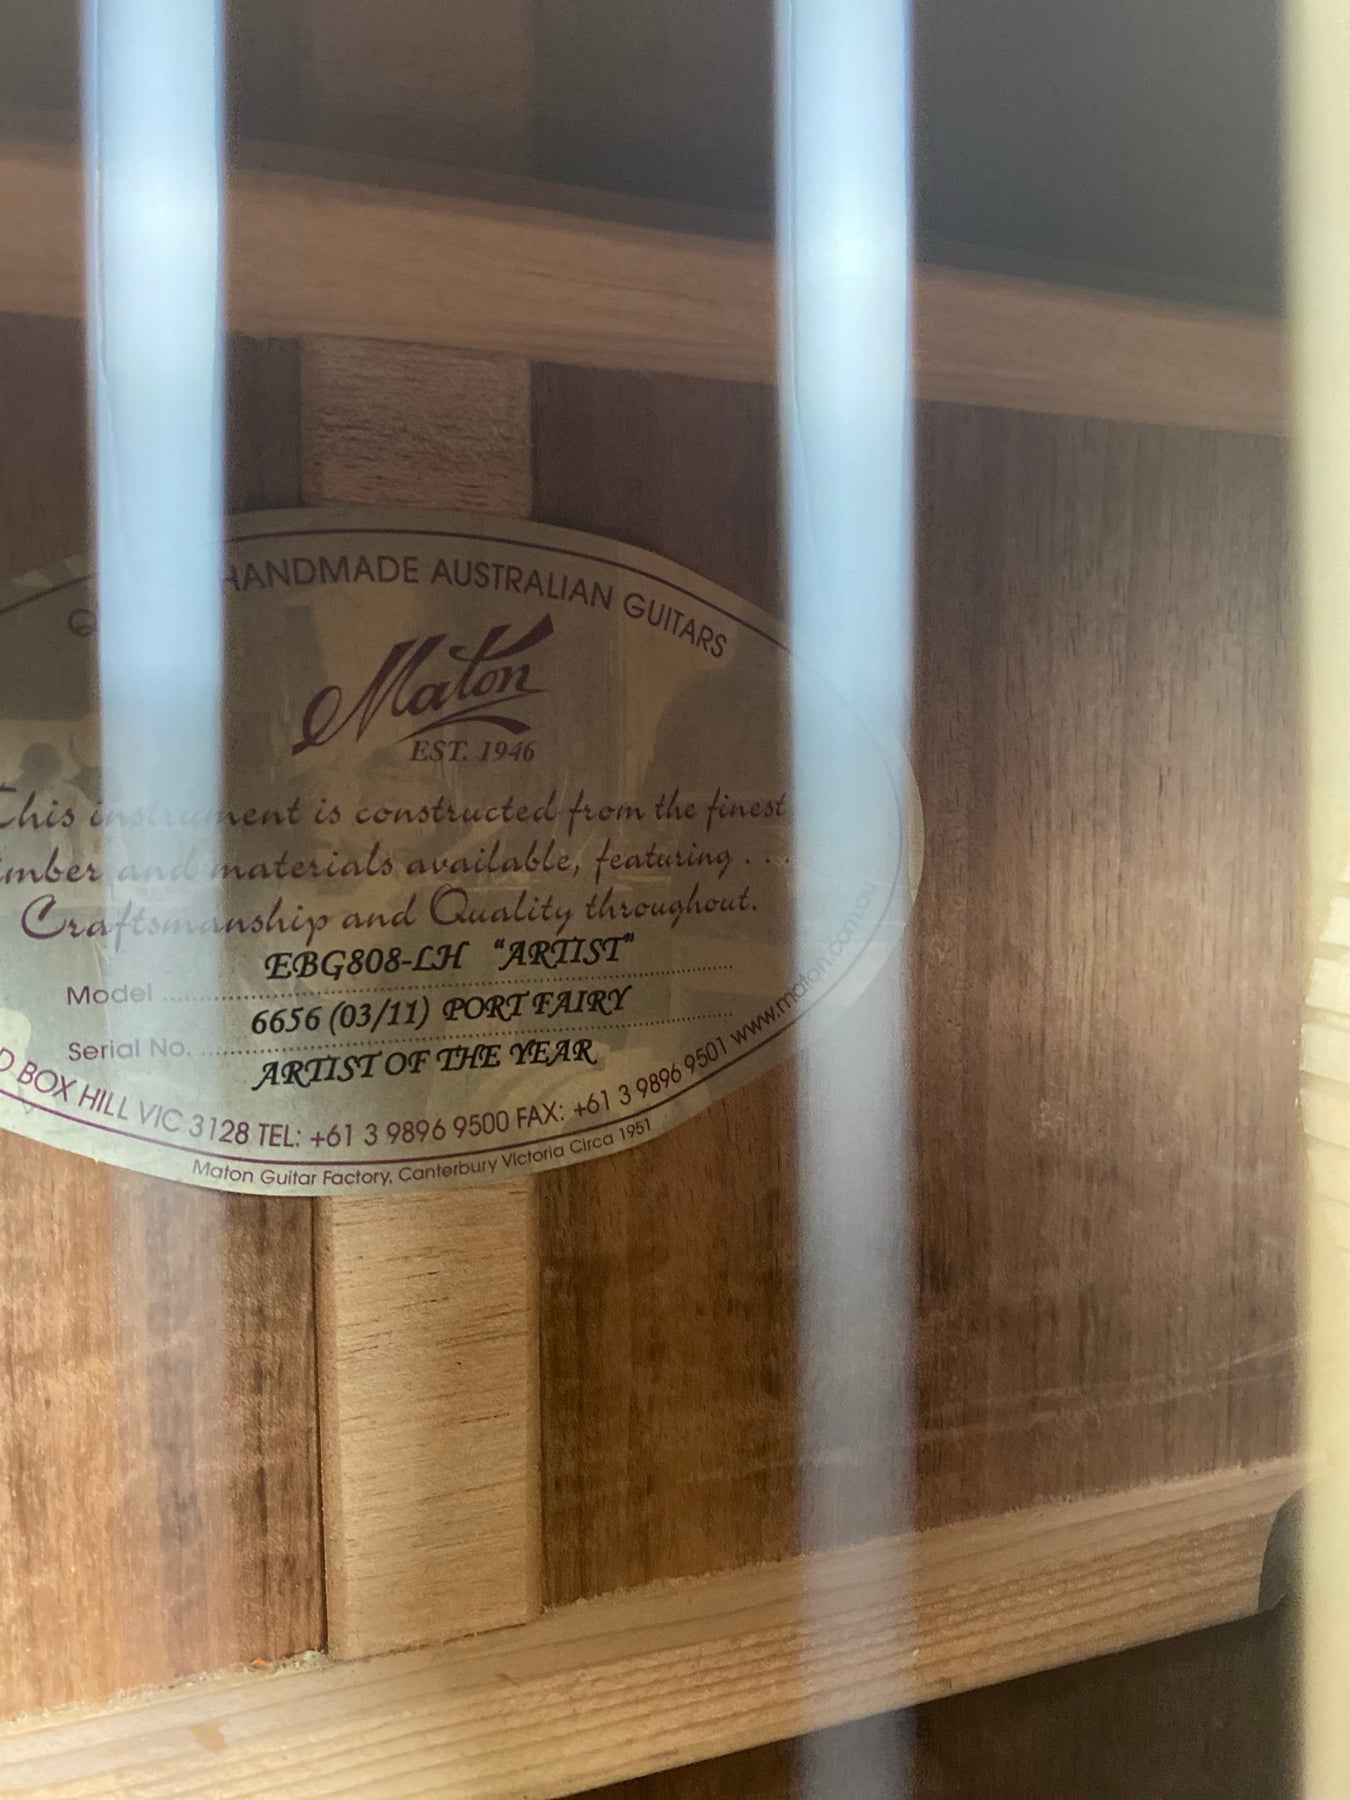 HANDMADE AUSTRALIAN GUITARS
Maton
EST. 1946
This instrument is constructed from the finest
and materials available, featuring . . .
Craftsmanship and Quality throughout.
Model EBG808-LH "ARTIST"
Serial No. 6656 (03/11) PORT FAIRY
ARTIST OF THE YEAR
BOX HILL VIC 3128 TEL: +61 3 9896 9500 FAX: +61 3 9896 9501 www.maton.com.au
Maton Guitar Factory, Canterbury Victoria Circa 1951